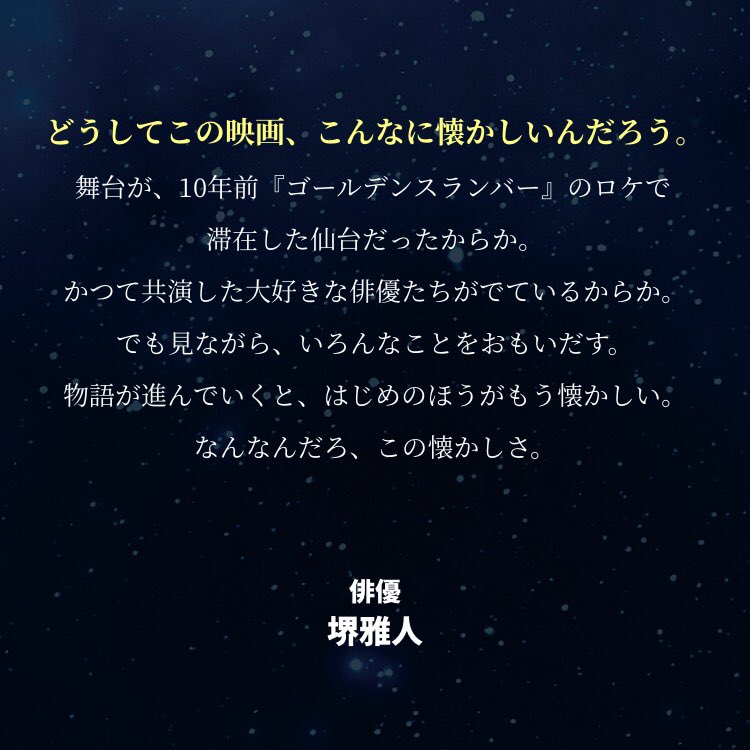 どうしてこの映画、こんなに懐かしいんだろう。
舞台が、10年前『ゴールデンスランバー』のロケで
滞在した仙台だったからか。
かつて共演した大好きな俳優たちがでているからか。
でも見ながら、いろんなことをおもいだす。
物語が進んでいくと、はじめのほうがもう懐かしい。
なんなんだろ、この懐かしさ。
俳優
堺雅人